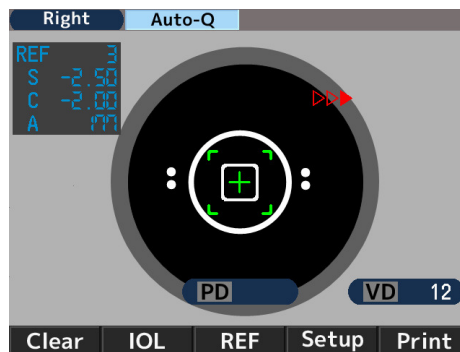 Right Auto-Q
REF 3
S -2.50
C -2.00
A 177
PD VD 12
Clear IOL REF Setup Print